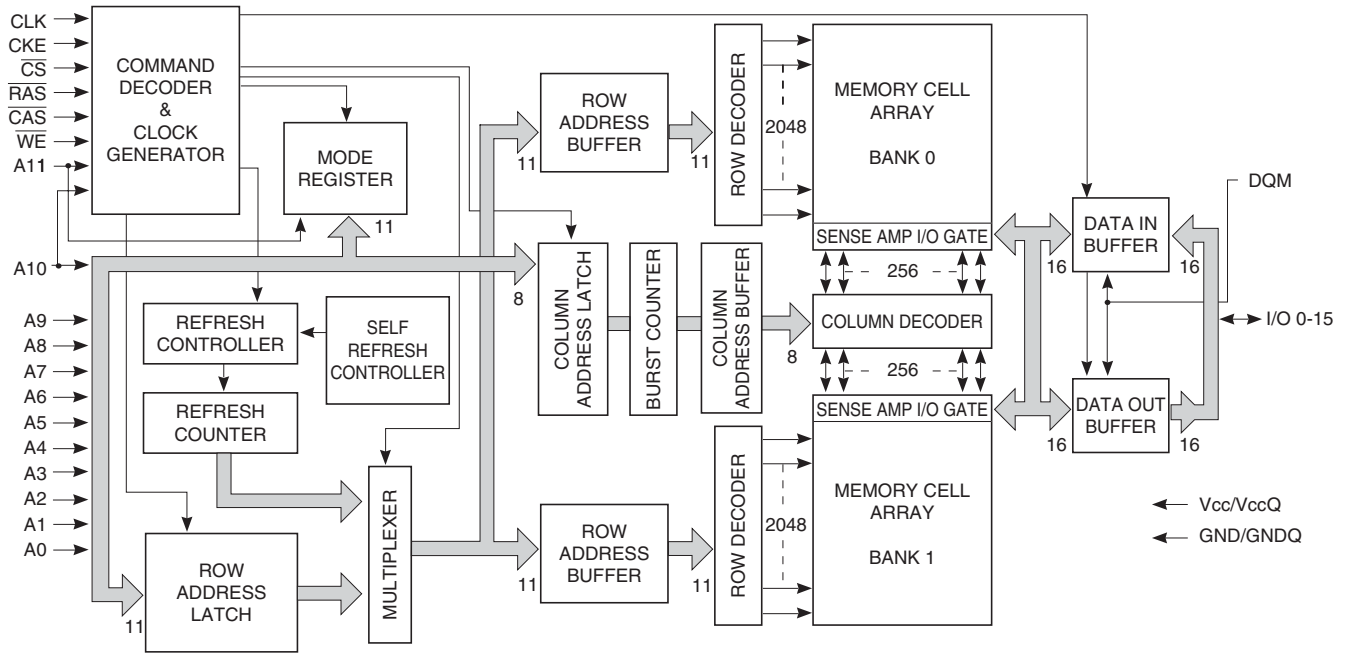 CLK
CKE
CS
RAS
CAS
WE
A11
A10
A9
A8
A7
A6
A5
A4
A3
A2
A1
A0
COMMAND
DECODER
&
CLOCK
GENERATOR
MODE
REGISTER
11
REFRESH
CONTROLLER
SELF
REFRESH
CONTROLLER
REFRESH
COUNTER
ROW
ADDRESS
LATCH
11
MULTIPLEXER
ROW
ADDRESS
BUFFER
11
11
ROW DECODER
2048
MEMORY CELL
ARRAY
BANK 0
SENSE AMP I/O GATE
COLUMN
ADDRESS LATCH
8
BURST COUNTER
COLUMN
ADDRESS BUFFER
8
256
COLUMN DECODER
256
ROW
ADDRESS
BUFFER
11
11
ROW DECODER
2048
SENSE AMP I/O GATE
MEMORY CELL
ARRAY
BANK 1
DQM
DATA IN
BUFFER
16
16
I/O 0-15
DATA OUT
BUFFER
16
16
Vcc/VccQ
GND/GNDQ